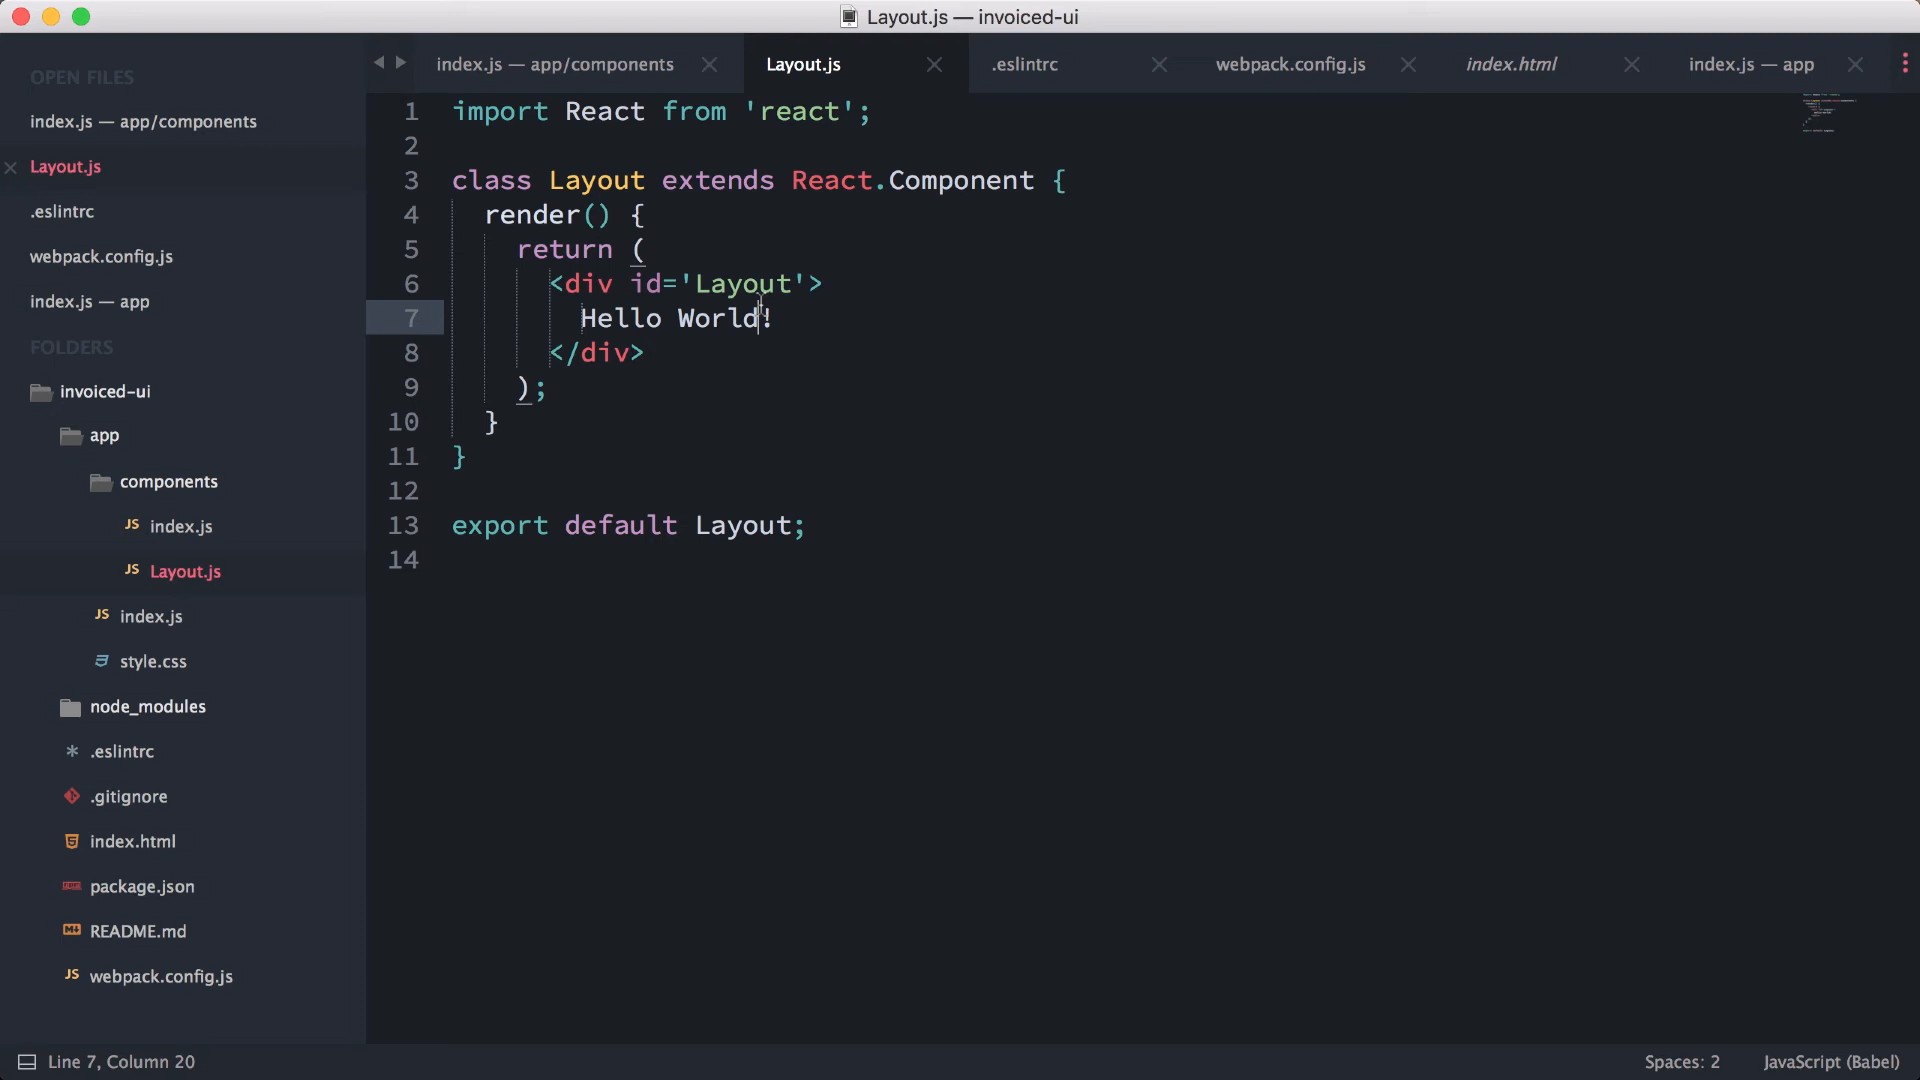 Layout.js — invoiced-ui
OPEN FILES
index.js — app/components
Layout.js
.eslintrc
webpack.config.js
index.js — app
FOLDERS
invoiced-ui
app
components
JS index.js
JS Layout.js
JS index.js
style.css
node_modules
.eslintrc
.gitignore
index.html
package.json
README.md
JS webpack.config.js
index.js — app/components
Layout.js
.eslintrc
webpack.config.js
index.html
index.js — app
1 import React from 'react';
2
3 class Layout extends React.Component {
4 render() {
5 return (
6 <div id='Layout'>
7 Hello World!
8 </div>
9 );
10 }
11 }
12
13 export default Layout;
14
Line 7, Column 20
Spaces: 2
JavaScript (Babel)